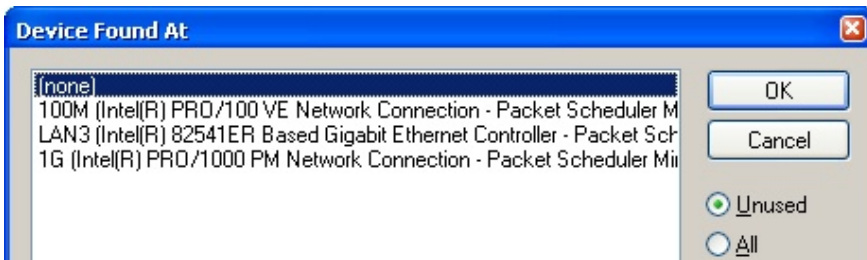 Device Found At
(none)
100M (Intel(R) PRO/100 VE Network Connection - Packet Scheduler M
LAN3 (Intel(R) 82541ER Based Gigabit Ethernet Controller - Packet Sch
1G (Intel(R) PRO/1000 PM Network Connection - Packet Scheduler Mi
OK
Cancel
Unused
All